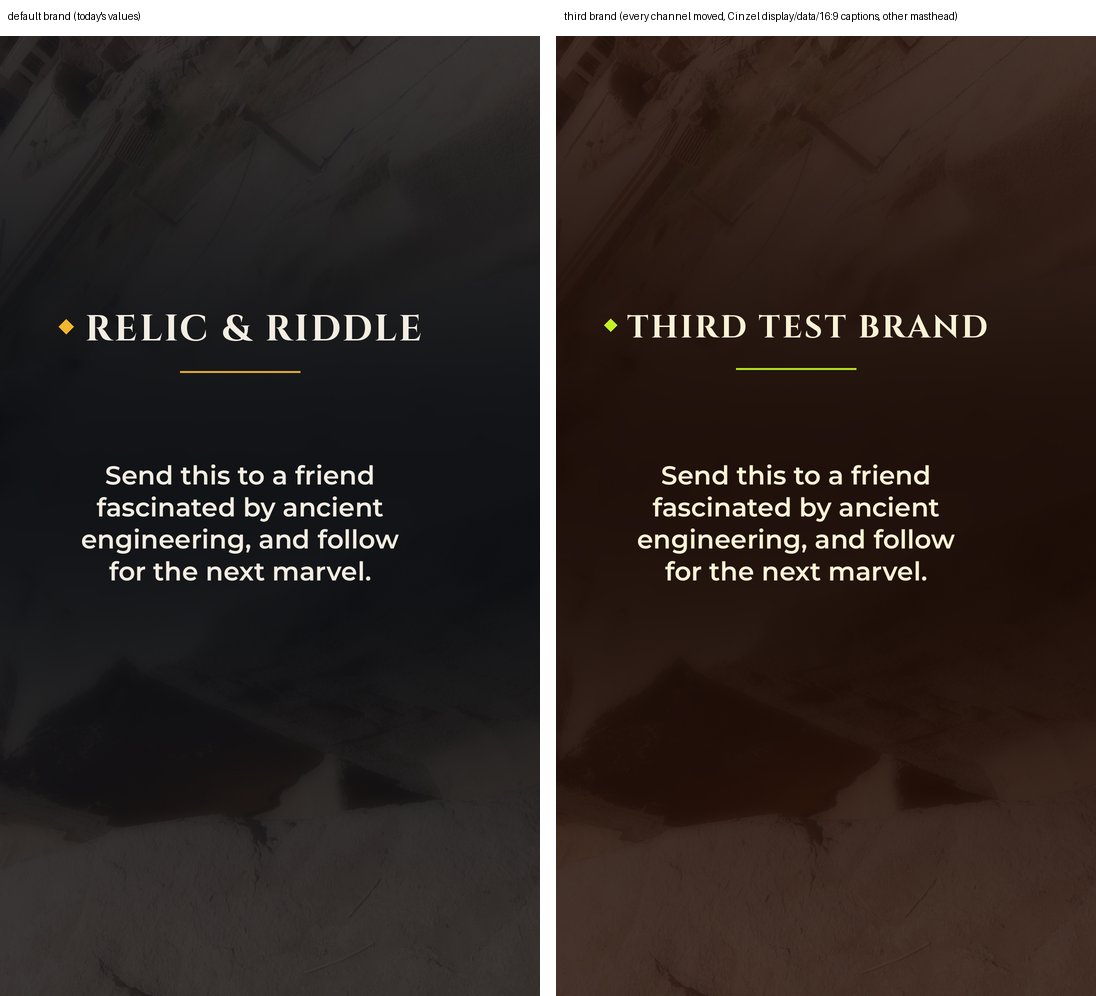 default brand (today's values)
third brand (every channel moved, Cinzel display/data/16:9 captions, other masthead)
RELIC & RIDDLE
Send this to a friend
fascinated by ancient
engineering, and follow
for the next marvel.
THIRD TEST BRAND
Send this to a friend
fascinated by ancient
engineering, and follow
for the next marvel.